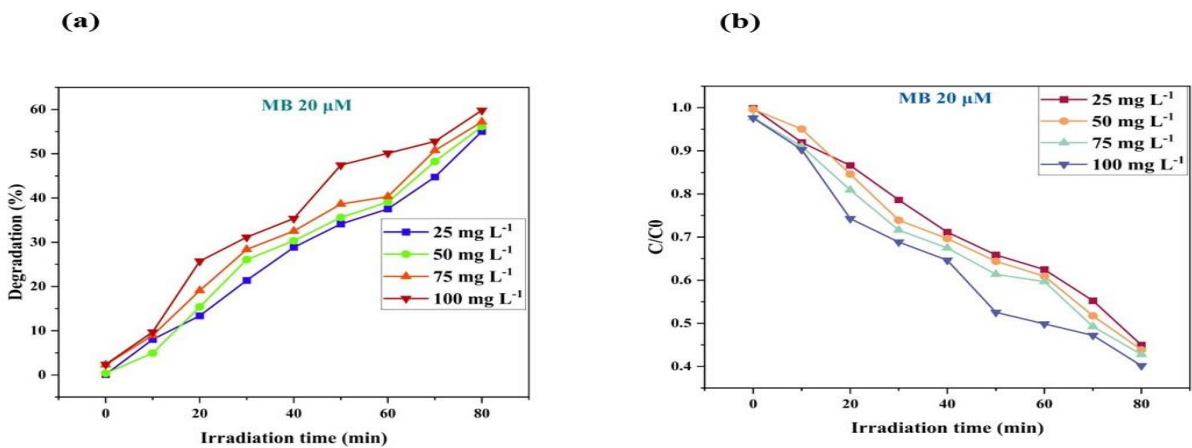 (a)
MB 20 μM
Degradation (%)
60
50
40
30
20
10
0
25 mg L⁻¹
50 mg L⁻¹
75 mg L⁻¹
100 mg L⁻¹
0 20 40 60 80
Irradiation time (min)
(b)
MB 20 μM
C/C0
1.0
0.9
0.8
0.7
0.6
0.5
0.4
25 mg L⁻¹
50 mg L⁻¹
75 mg L⁻¹
100 mg L⁻¹
0 20 40 60 80
Irradiation time (min)